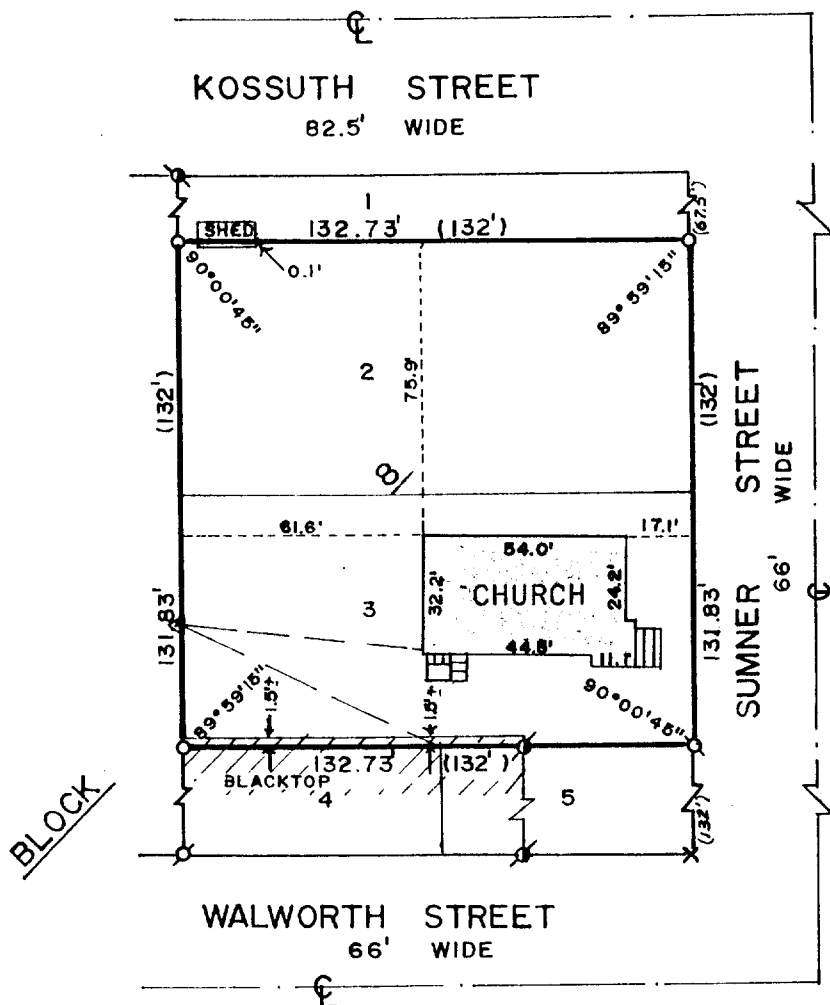 ℄
KOSSUTH STREET
82.5' WIDE
1
(67.5')
SHED
132.73' (132')
0.1'
90°00'45"
89°59'15"
2
75.9'
(132')
(132')
8
STREET
WIDE
61.6'
54.0'
17.1'
32.2'
CHURCH
24.2'
66'
℄
3
44.5'
131.83'
131.83'
SUMNER
89°59'15"
1.5'±
1.5'±
90°00'45"
132.73' (132')
BLACKTOP
4
5
(132')
BLOCK
WALWORTH STREET
66' WIDE
℄